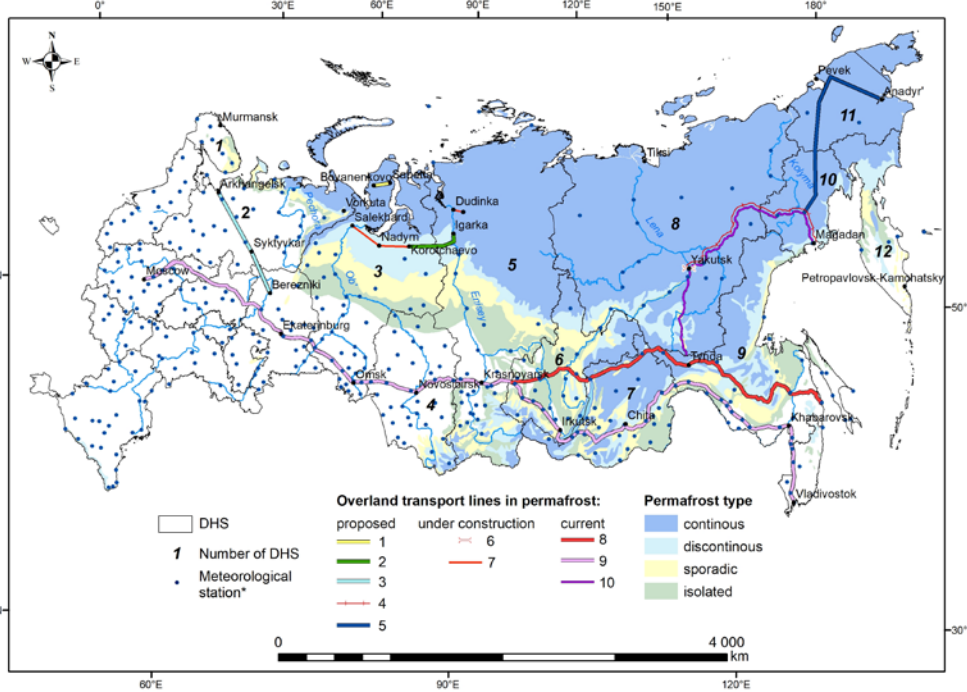 0° 30° 60° 90° 120° 150° 180°
N
W E
S
Pevek
Anadyr'
11
Murmansk
1
Tiksi
Bovanenkovo Sabetta
10
Kolyma
Arkhangelsk
Vorkuta
Dudinka
2
Pechora
Salekhard
Igarka
Lena
8
Syktyvkar
Nadym
Korotchaevo
Magadan
12
Moscow
3
5
Yakutsk
Petropavlovsk-Kamchatsky
Berezniki
Ob'
Enisey
50°
Ekaterinburg
6
Tynda
9
Omsk
Novosibirsk
Krasnoyarsk
4
7
Irkutsk
Chita
Khabarovsk
Vladivostok
Overland transport lines in permafrost:
Permafrost type
DHS
proposed
under construction
current
continous
1
6
8
1 Number of DHS
2
7
9
discontinous
Meteorological
station*
3
10
sporadic
4
isolated
5
0 4 000
km
30°
60°E 90°E 120°E